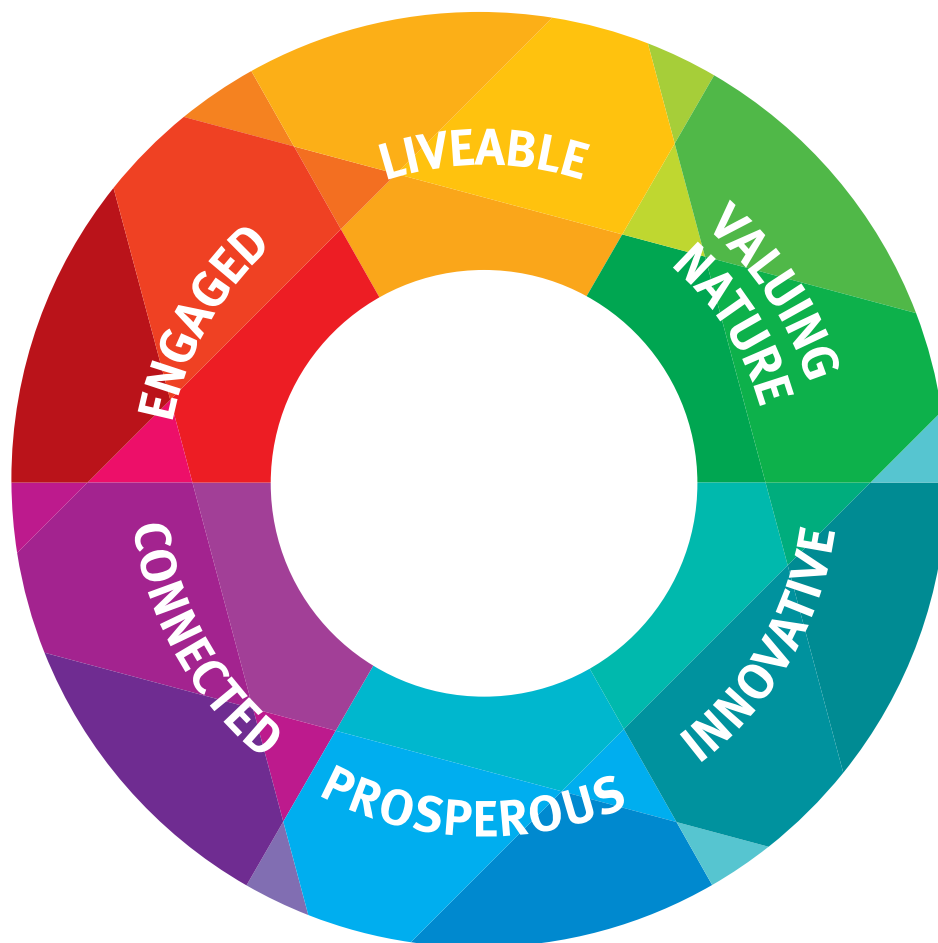 LIVEABLE
VALUING
NATURE
INNOVATIVE
PROSPEROUS
CONNECTED
ENGAGED